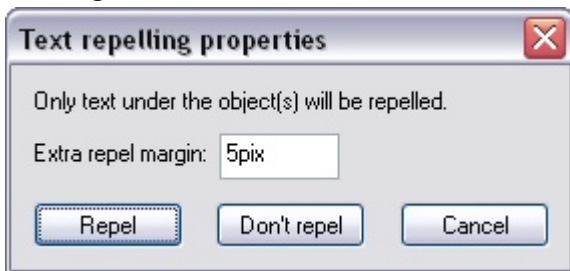 Text repelling properties
Only text under the object(s) will be repelled.
Extra repel margin: 5pix
Repel Don't repel Cancel